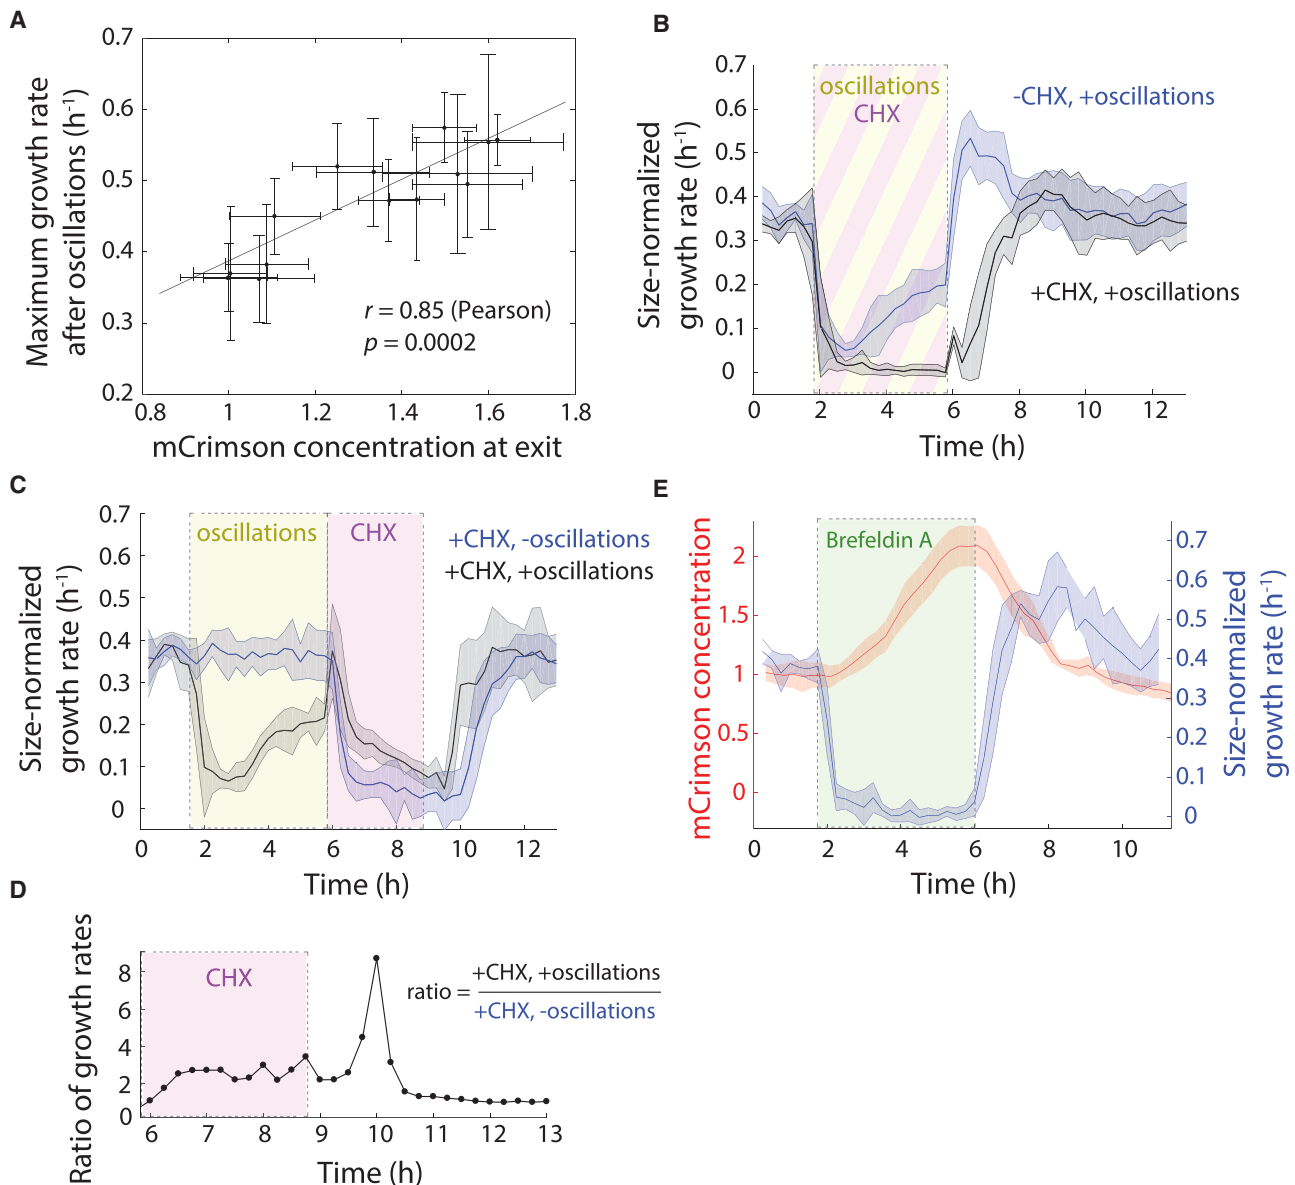 A
Maximum growth rate
after oscillations (h-1)
0.7
0.6
0.5
0.4
0.3
0.2
r = 0.85 (Pearson)
p = 0.0002
0.8 1 1.2 1.4 1.6 1.8
mCrimson concentration at exit
B
Size-normalized
growth rate (h-1)
0.7
0.6
0.5
0.4
0.3
0.2
0.1
0
oscillations
CHX
-CHX, +oscillations
+CHX, +oscillations
0 2 4 6 8 10 12
Time (h)
C
Size-normalized
growth rate (h-1)
0.7
0.6
0.5
0.4
0.3
0.2
0.1
0
oscillations
CHX
+CHX, -oscillations
+CHX, +oscillations
0 2 4 6 8 10 12
Time (h)
E
mCrimson concentration
2
1.5
1
0.5
0
Brefeldin A
0.7
0.6
0.5
0.4
0.3
0.2
0.1
0
Size-normalized
growth rate (h-1)
0 2 4 6 8 10
Time (h)
D
Ratio of growth rates
8
6
4
2
0
CHX
ratio =
+CHX, +oscillations
+CHX, -oscillations
6 7 8 9 10 11 12 13
Time (h)